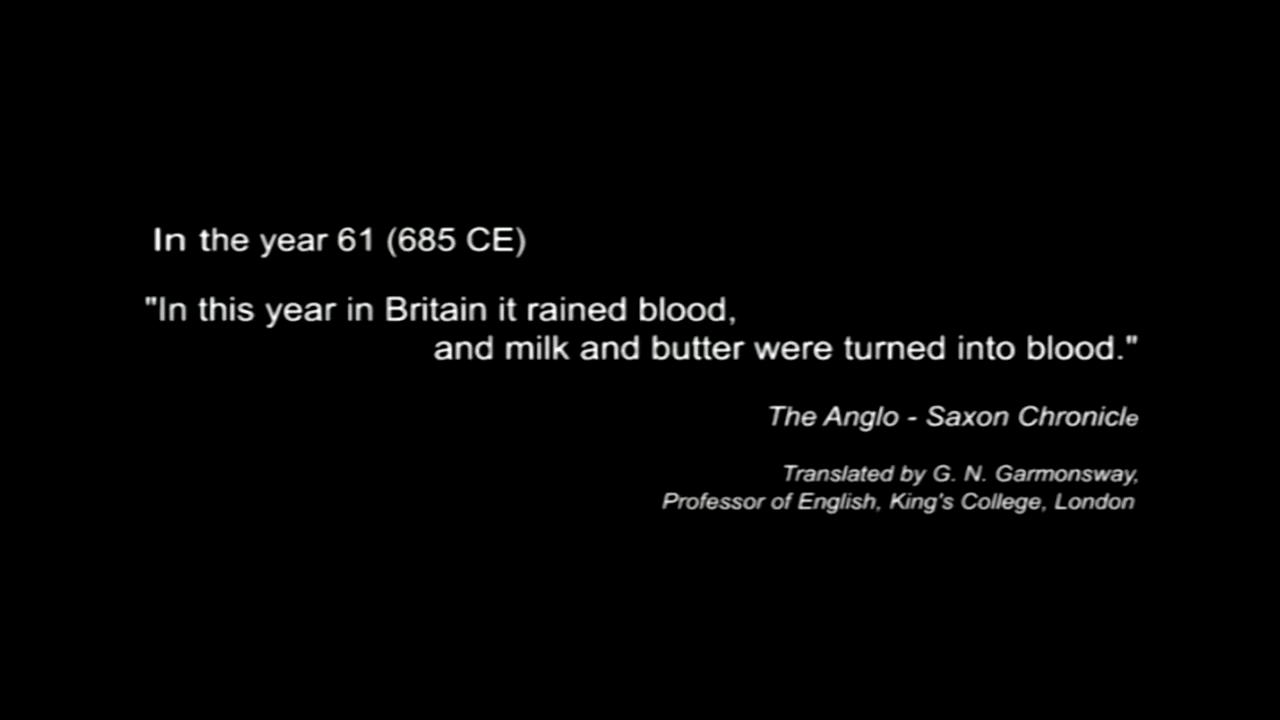 In the year 61 (685 CE)
"In this year in Britain it rained blood,
and milk and butter were turned into blood."
The Anglo - Saxon Chronicle
Translated by G. N. Garmonsway,
Professor of English, King's College, London